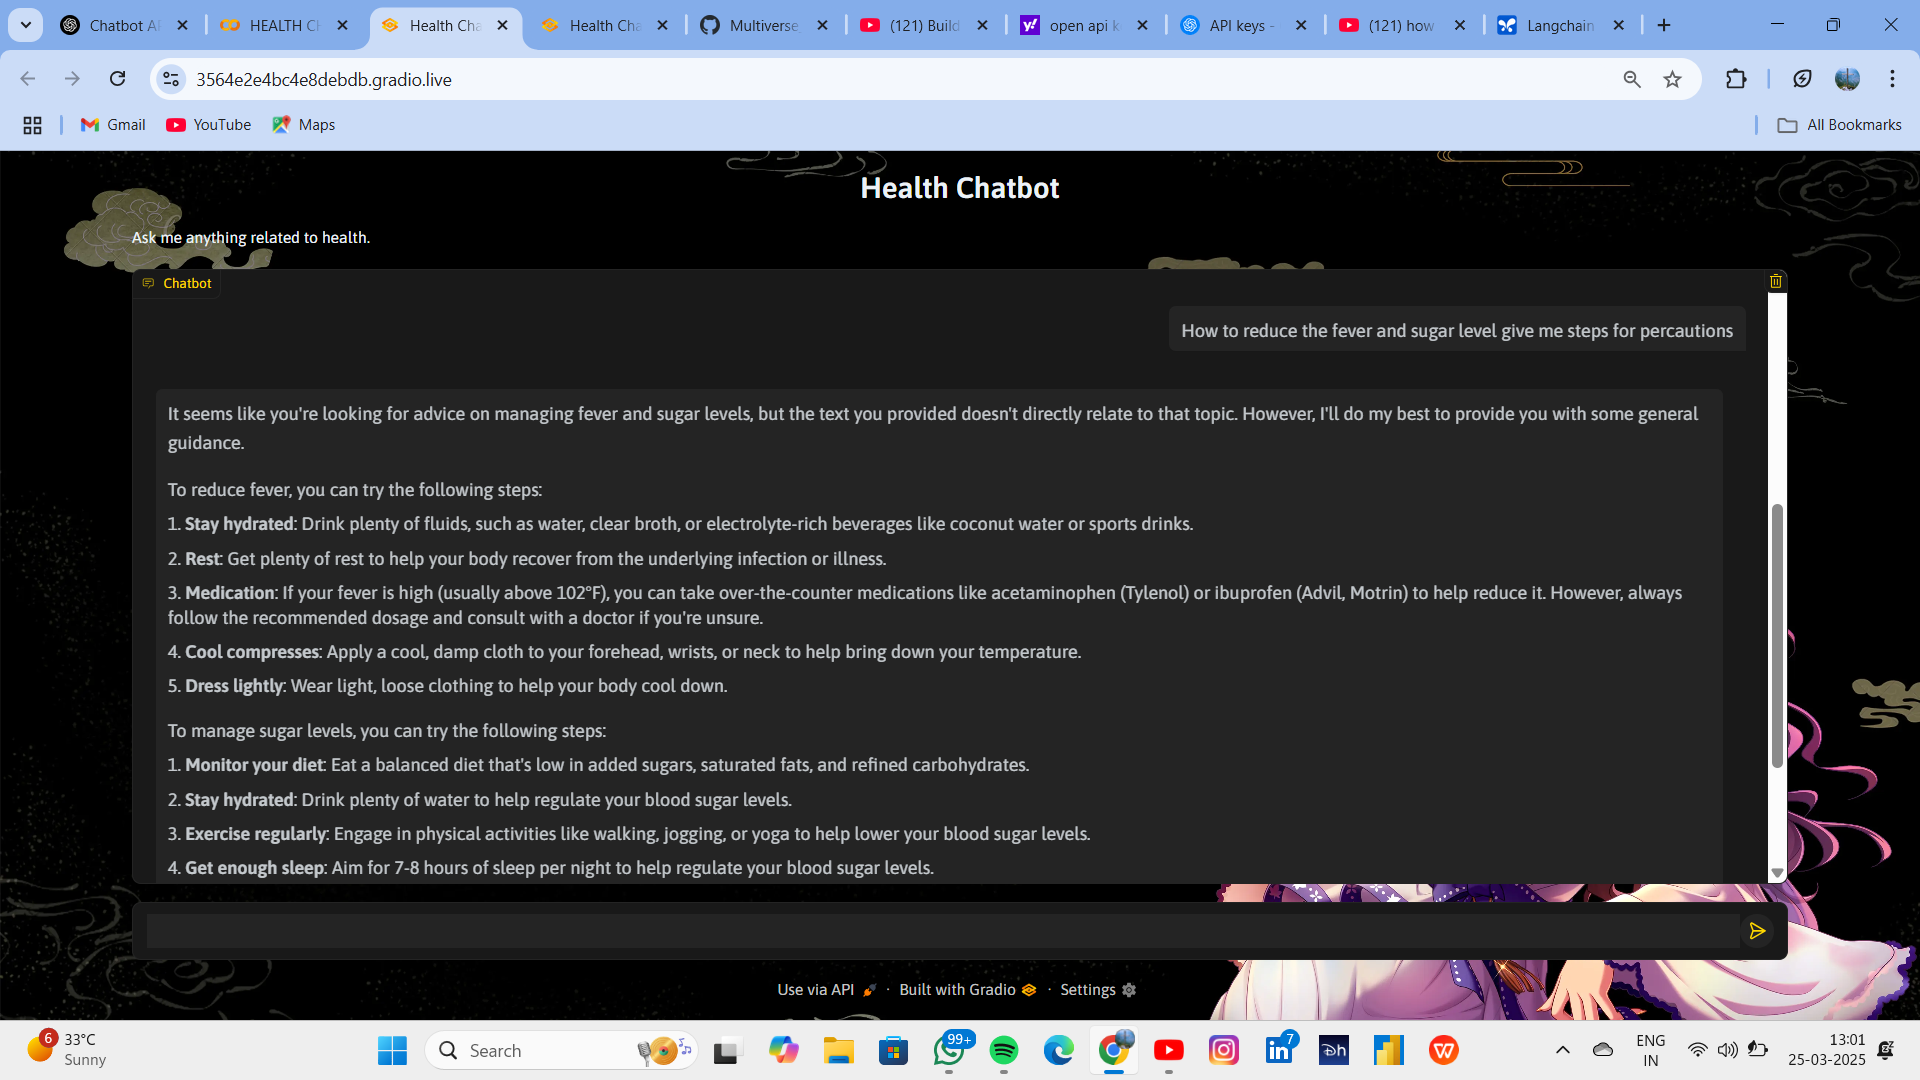 Chatbot AP
HEALTH CH
Health Cha
Health Cha
Multiverse
(121) Build
open api k
API keys -
(121) how
Langchain
3564e2e4bc4e8debdb.gradio.live
Gmail
YouTube
Maps
All Bookmarks
Health Chatbot
Ask me anything related to health.
Chatbot
How to reduce the fever and sugar level give me steps for percautions
It seems like you're looking for advice on managing fever and sugar levels, but the text you provided doesn't directly relate to that topic. However, I'll do my best to provide you with some general
guidance.
To reduce fever, you can try the following steps:
1. Stay hydrated: Drink plenty of fluids, such as water, clear broth, or electrolyte-rich beverages like coconut water or sports drinks.
2. Rest: Get plenty of rest to help your body recover from the underlying infection or illness.
3. Medication: If your fever is high (usually above 102°F), you can take over-the-counter medications like acetaminophen (Tylenol) or ibuprofen (Advil, Motrin) to help reduce it. However, always
follow the recommended dosage and consult with a doctor if you're unsure.
4. Cool compresses: Apply a cool, damp cloth to your forehead, wrists, or neck to help bring down your temperature.
5. Dress lightly: Wear light, loose clothing to help your body cool down.
To manage sugar levels, you can try the following steps:
1. Monitor your diet: Eat a balanced diet that's low in added sugars, saturated fats, and refined carbohydrates.
2. Stay hydrated: Drink plenty of water to help regulate your blood sugar levels.
3. Exercise regularly: Engage in physical activities like walking, jogging, or yoga to help lower your blood sugar levels.
4. Get enough sleep: Aim for 7-8 hours of sleep per night to help regulate your blood sugar levels.
Use via API · Built with Gradio · Settings
6
33°C
Sunny
Search
99+
7
Dh
ENG
IN
13:01
25-03-2025